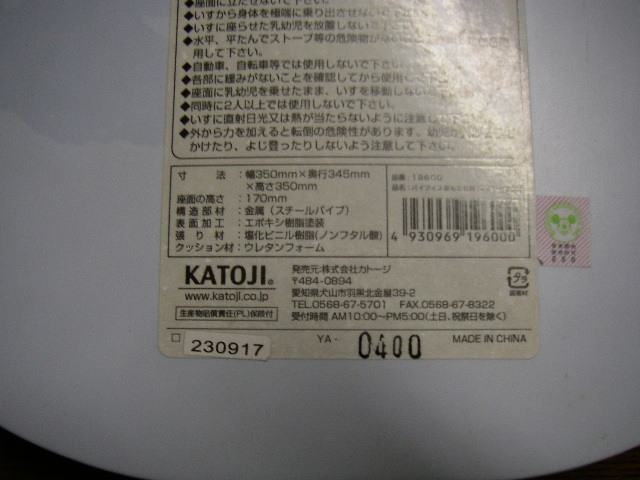 ◆座面に立たせないで下さい。
◆いすから身体を極端に乗り出させないで
◆いすに座らせた乳幼児を放置しないで
◆水平、平たんでストーブ等の危険物がない
用して下さい。
◆自動車、自転車等では使用しないで下さい。
◆各部に緩みがないことを確認してから使用して
◆座面に乳幼児を乗せたまま、いすを移動しない
◆同時に2人以上では使用しないで下さい。
◆いすに直射日光又は熱が当たらないように注意して下
◆外から力を加えると転倒の危険性があります。幼児が
かけたり、よじ登ったりしないよう注意して下さい。
寸 法：幅350mm×奥行345mm
×高さ350mm
座面の高さ：170mm
構造部材：金属（スチールパイプ）
表面加工：エポキシ樹脂塗装
張り材：塩化ビニル樹脂(ノンフタル酸)
クッション材：ウレタンフォーム
品番：19600
4 930969 196000
KATOJI®
www.katoji.co.jp
生産物賠償責任(PL)保険付
発売元:株式会社カトージ
〒484-0894
愛知県犬山市羽黒北金屋39-2
TEL.0568-67-5701 FAX.0568-67-8322
受付時間 AM10:00〜PM5:00(土日、祝祭日を除く)
プラ
230917
YA- 0400
MADE IN CHINA